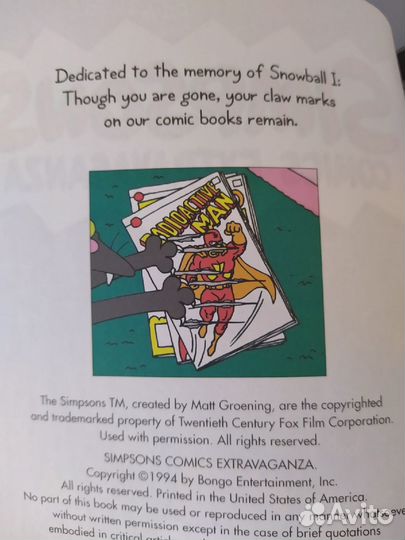 Dedicated to the memory of Snowball I:
Though you are gone, your claw marks
on our comic books remain.
RADIOACTIVE
MAN
The Simpsons TM, created by Matt Groening, are the copyrighted
and trademarked property of Twentieth Century Fox Film Corporation.
Used with permission. All rights reserved.
SIMPSONS COMICS EXTRAVAGANZA.
Copyright ©1994 by Bongo Entertainment, Inc.
All rights reserved. Printed in the United States of America.
No part of this book may be used or reproduced in any manner whatsoever
without written permission except in the case of brief quotations
embodied in critical
Avito